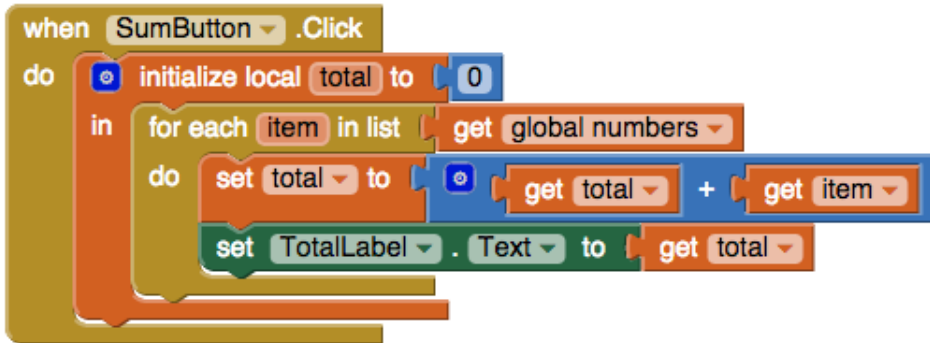 when SumButton .Click
do initialize local total to 0
in for each item in list get global numbers
do set total to get total + get item
set TotalLabel . Text to get total